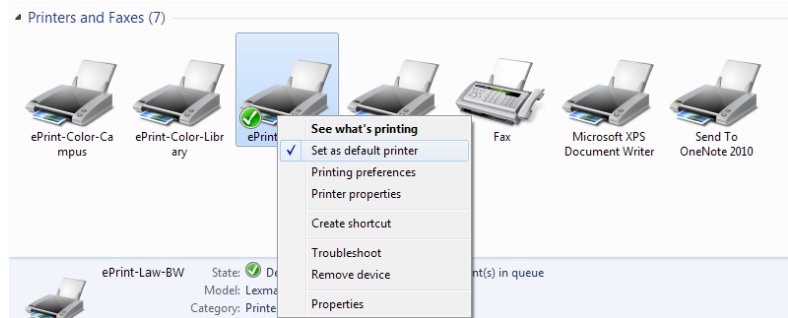 Printers and Faxes (7)
ePrint-Color-Ca
mpus
ePrint-Color-Libr
ary
ePrint
Fax
Microsoft XPS
Document Writer
Send To
OneNote 2010
See what's printing
Set as default printer
Printing preferences
Printer properties
Create shortcut
Troubleshoot
Remove device
Properties
ePrint-Law-BW State: De nt(s) in queue
Model: Lexma
Category: Printe